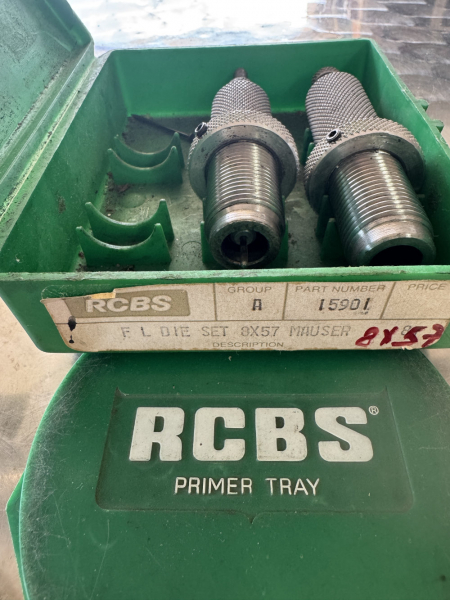 RCBS GROUP PART NUMBER PRICE
A 15901
F L DIE SET 8X57 MAUSER 8X57
DESCRIPTION
RCBS®
PRIMER TRAY